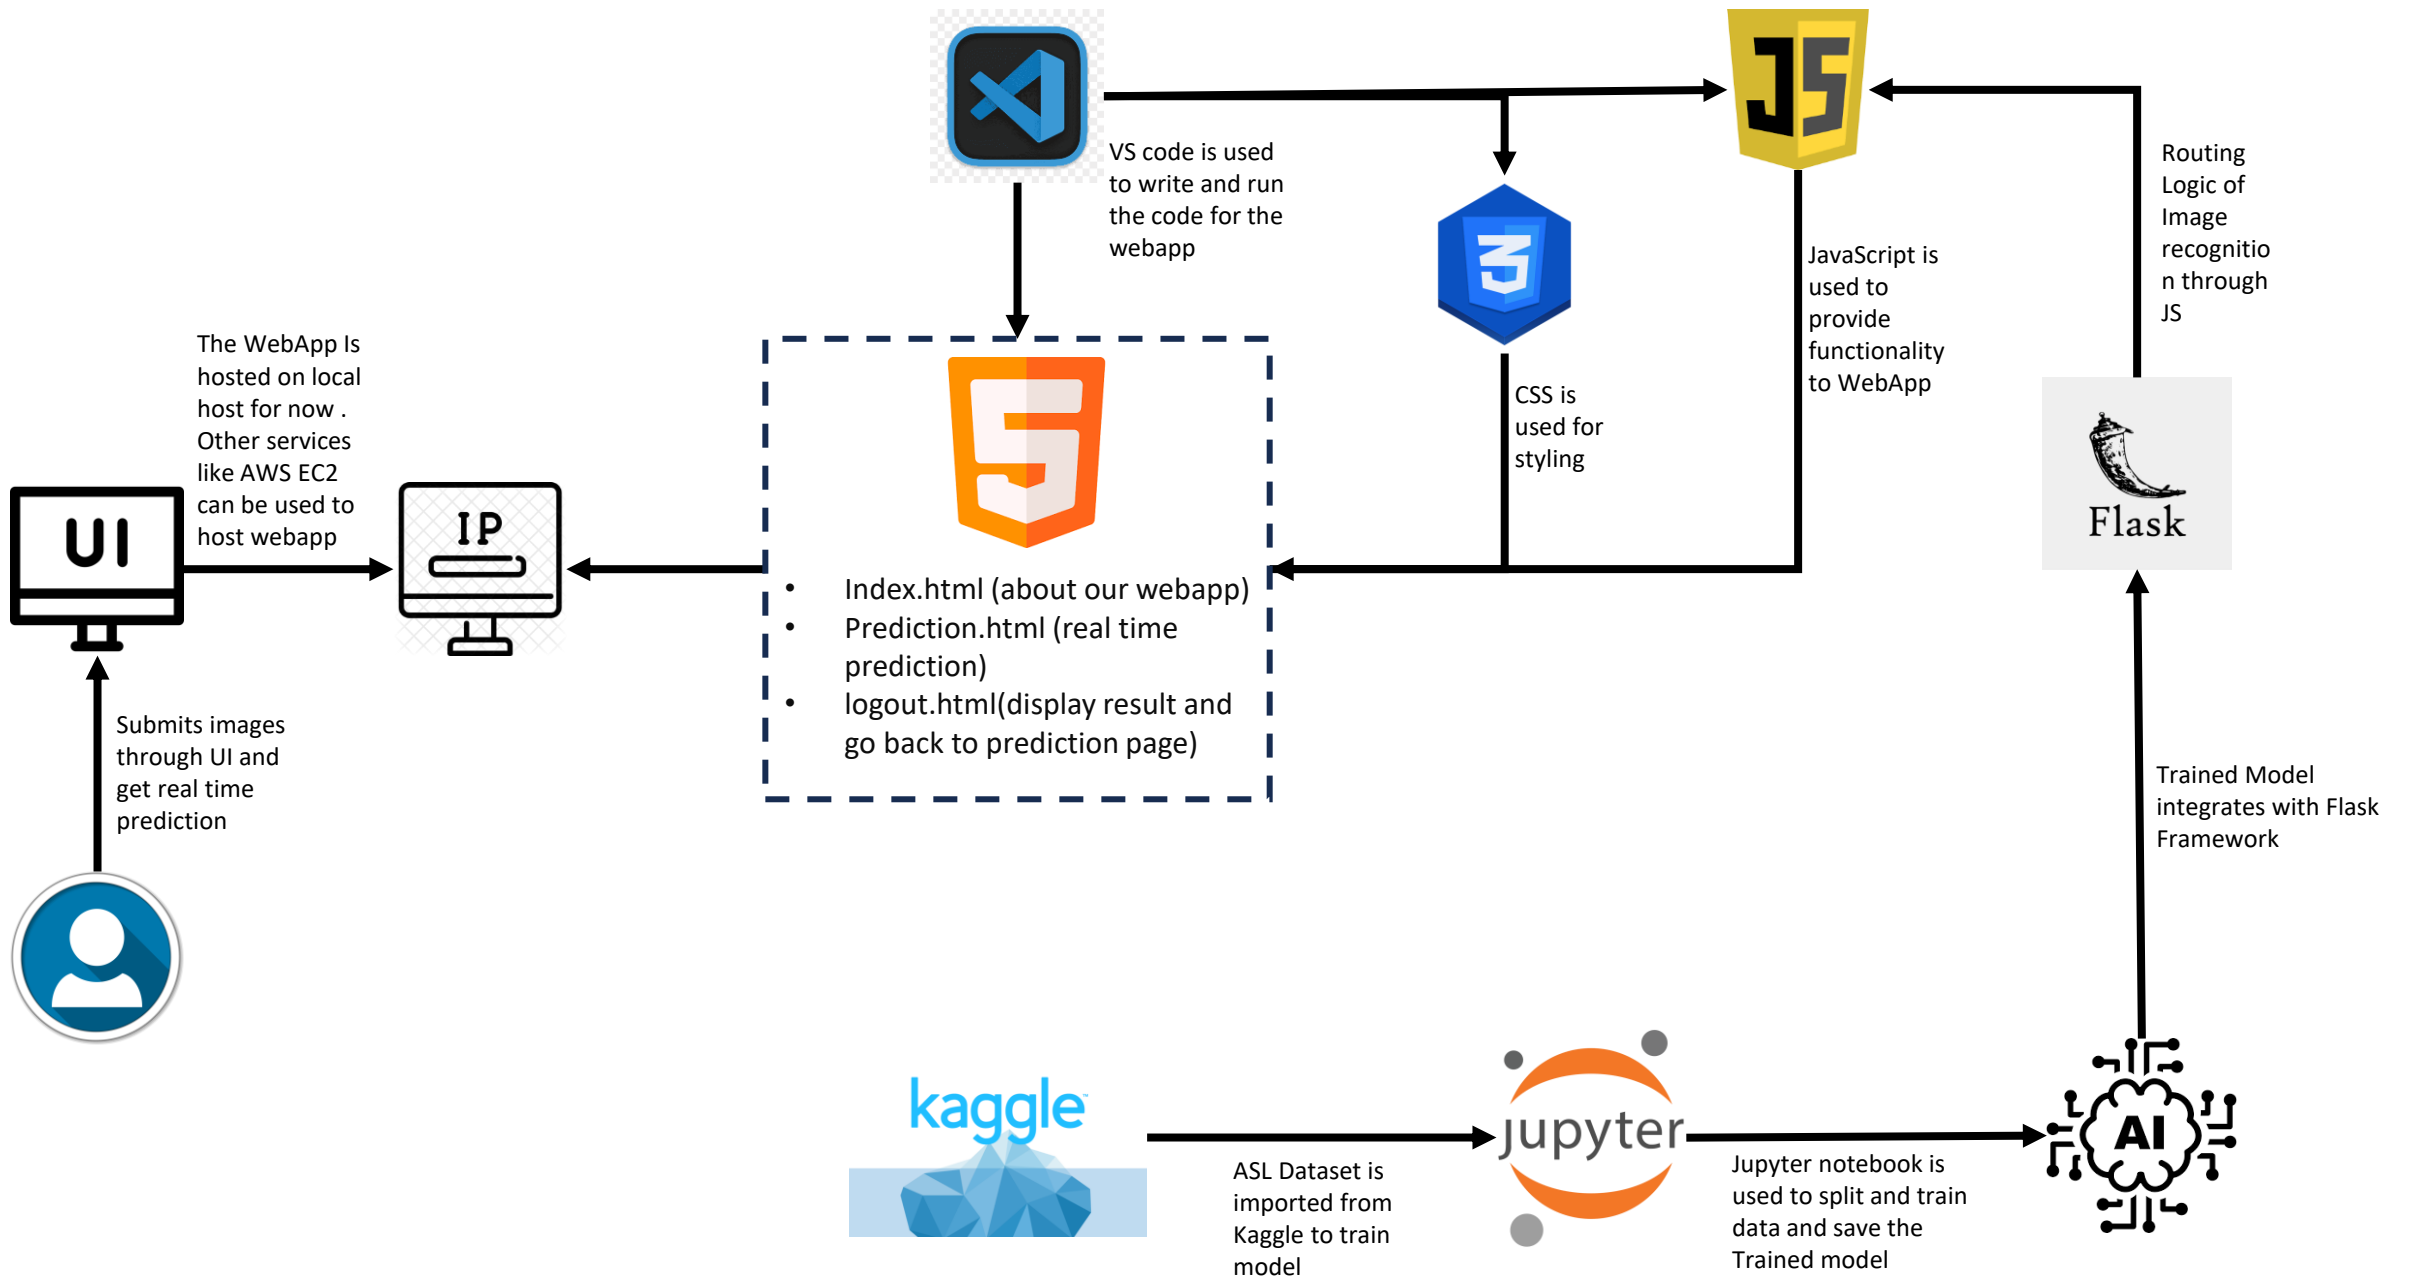 VS code is used
to write and run
the code for the
webapp
JS
Routing
Logic of
Image
recognitio
n through
JS
JavaScript is
used to
provide
functionality
to WebApp
3
CSS is
used for
styling
The WebApp Is
hosted on local
host for now .
Other services
like AWS EC2
can be used to
host webapp
UI
IP
5
• Index.html (about our webapp)
• Prediction.html (real time
prediction)
• logout.html(display result and
go back to prediction page)
Flask
Submits images
through UI and
get real time
prediction
Trained Model
integrates with Flask
Framework
kaggle
ASL Dataset is
imported from
Kaggle to train
model
jupyter
Jupyter notebook is
used to split and train
data and save the
Trained model
AI